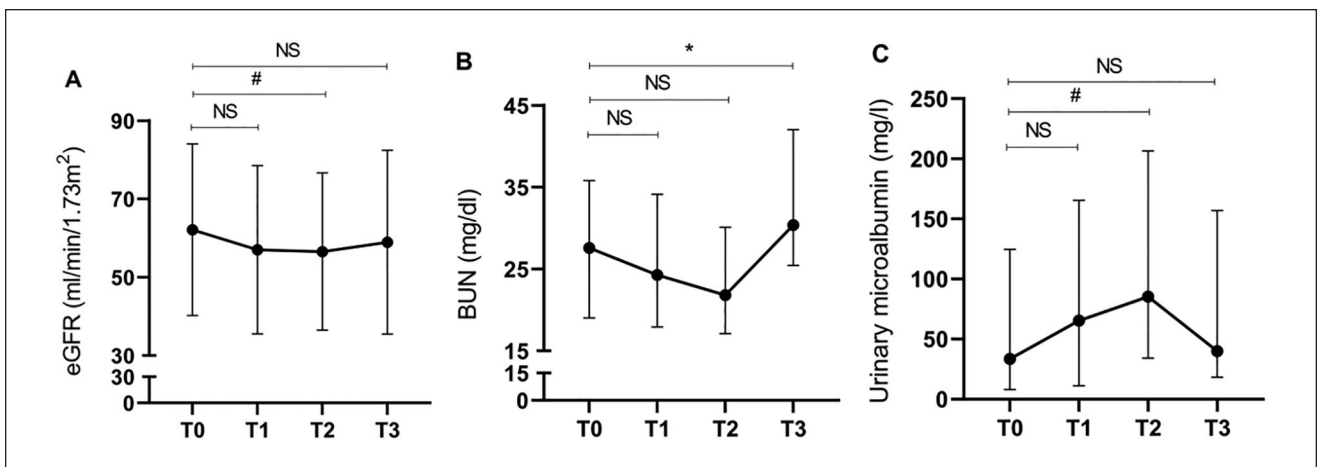 A
NS
#
NS
eGFR (ml/min/1.73m²)
90
70
50
30
30
0
T0 T1 T2 T3
B
*
NS
NS
BUN (mg/dl)
45
35
25
15
15
0
T0 T1 T2 T3
C
NS
#
NS
Urinary microalbumin (mg/l)
250
200
150
100
50
0
T0 T1 T2 T3